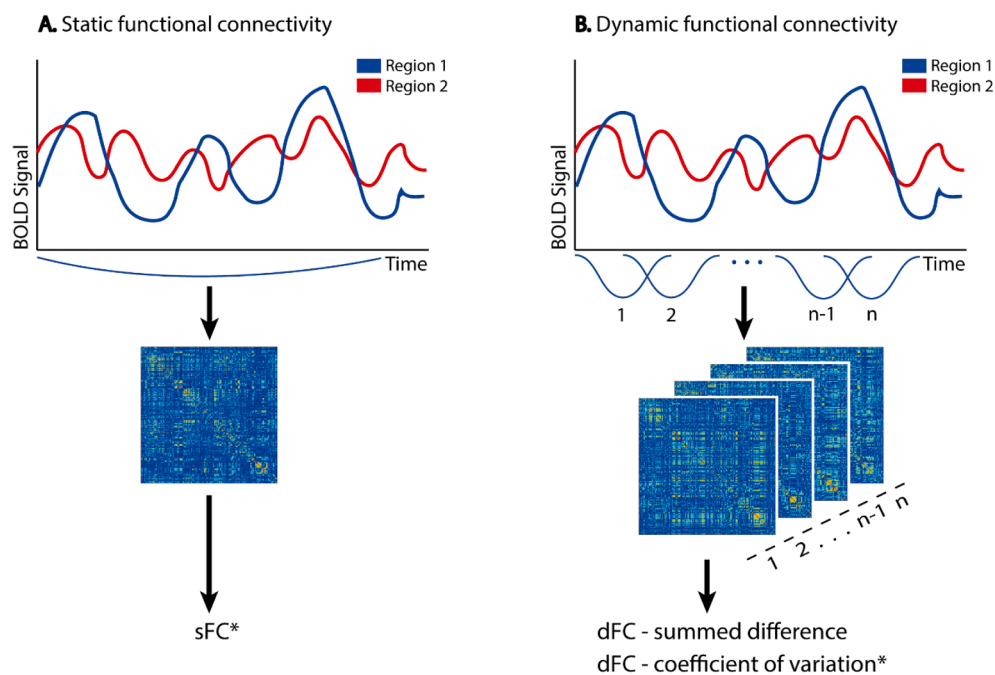 A. Static functional connectivity
Region 1
Region 2
BOLD Signal
Time
sFC*
B. Dynamic functional connectivity
Region 1
Region 2
BOLD Signal
Time
1 2 • • • n-1 n
1 2 . . . n-1 n
dFC - summed difference
dFC - coefficient of variation*